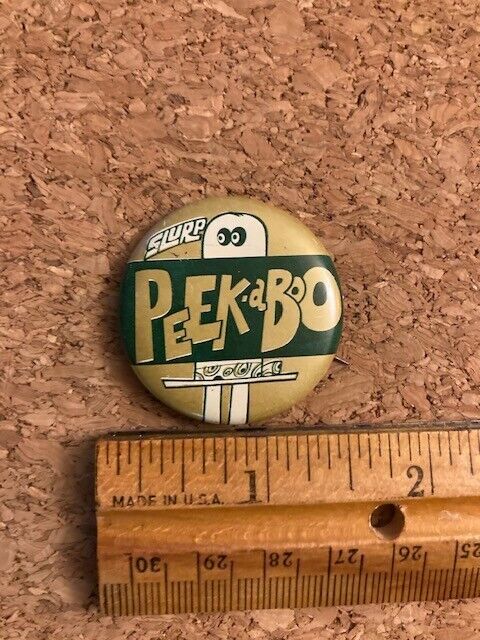 SLURP
PEEK-a-BOO
1 2
MADE IN U.S.A.
30 29 28 27 26 25